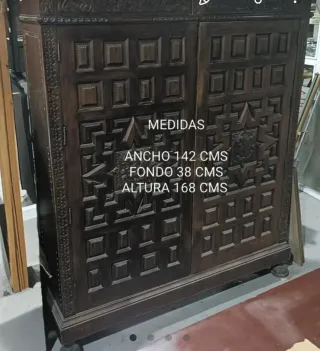 MEDIDAS
ANCHO 142 CMS
FONDO 38 CMS
ALTURA 168 CMS